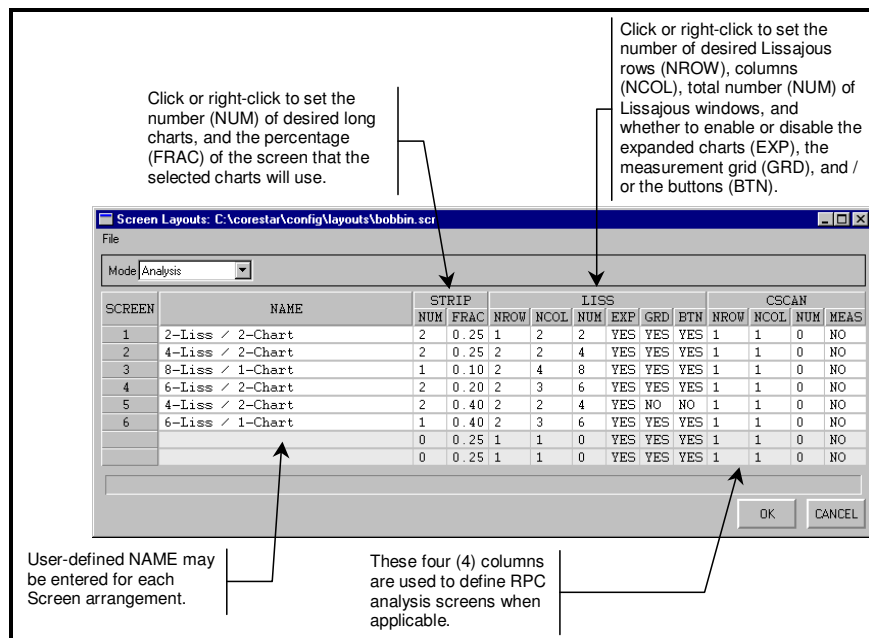 Click or right-click to set the
number of desired Lissajous
rows (NROW), columns
(NCOL), total number (NUM) of
Lissajous windows, and
whether to enable or disable the
expanded charts (EXP), the
measurement grid (GRD), and /
or the buttons (BTN).
Click or right-click to set the
number (NUM) of desired long
charts, and the percentage
(FRAC) of the screen that the
selected charts will use.
Screen Layouts: C:\corestar\config\layouts\bobbin.scr
File
Mode Analysis
SCREEN NAME STRIP LISS CSCAN
NUM FRAC NROW NCOL NUM EXP GRD BTN NROW NCOL NUM MEAS
1 2-Liss / 2-Chart 2 0.25 1 2 2 YES YES YES 1 1 0 NO
2 4-Liss / 2-Chart 2 0.25 2 2 4 YES YES YES 1 1 0 NO
3 8-Liss / 1-Chart 1 0.10 2 4 8 YES YES YES 1 1 0 NO
4 6-Liss / 2-Chart 2 0.20 2 3 6 YES YES YES 1 1 0 NO
5 4-Liss / 2-Chart 2 0.40 2 2 4 YES NO NO 1 1 0 NO
6 6-Liss / 1-Chart 1 0.40 2 3 6 YES YES YES 1 1 0 NO
0 0.25 1 1 0 YES YES YES 1 1 0 NO
0 0.25 1 1 0 YES YES YES 1 1 0 NO
OK CANCEL
User-defined NAME may
be entered for each
Screen arrangement.
These four (4) columns
are used to define RPC
analysis screens when
applicable.